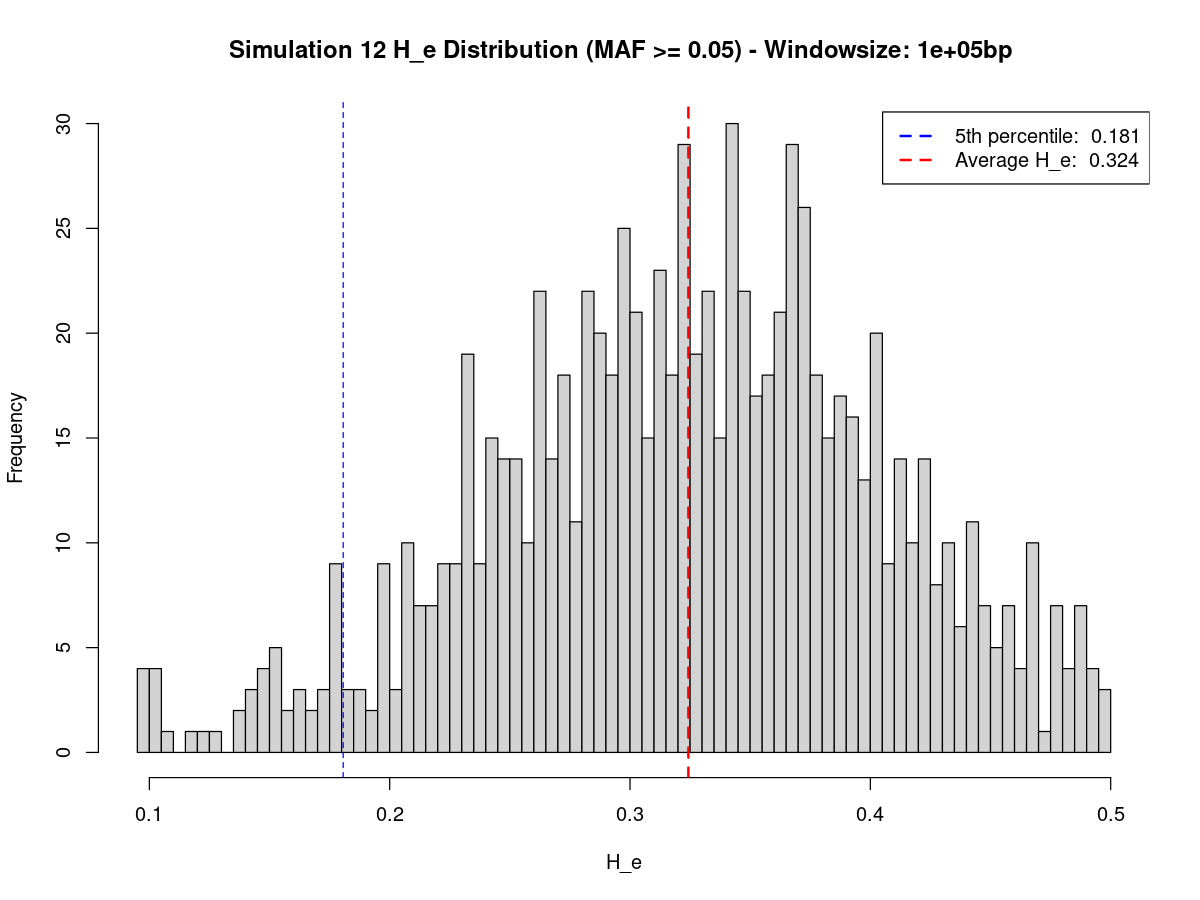 Simulation 12 H_e Distribution (MAF >= 0.05) - Windowsize: 1e+05bp
5th percentile:  0.181
Average H_e:  0.324
Frequency
30
25
20
15
10
5
0
0.1 0.2 0.3 0.4 0.5
H_e